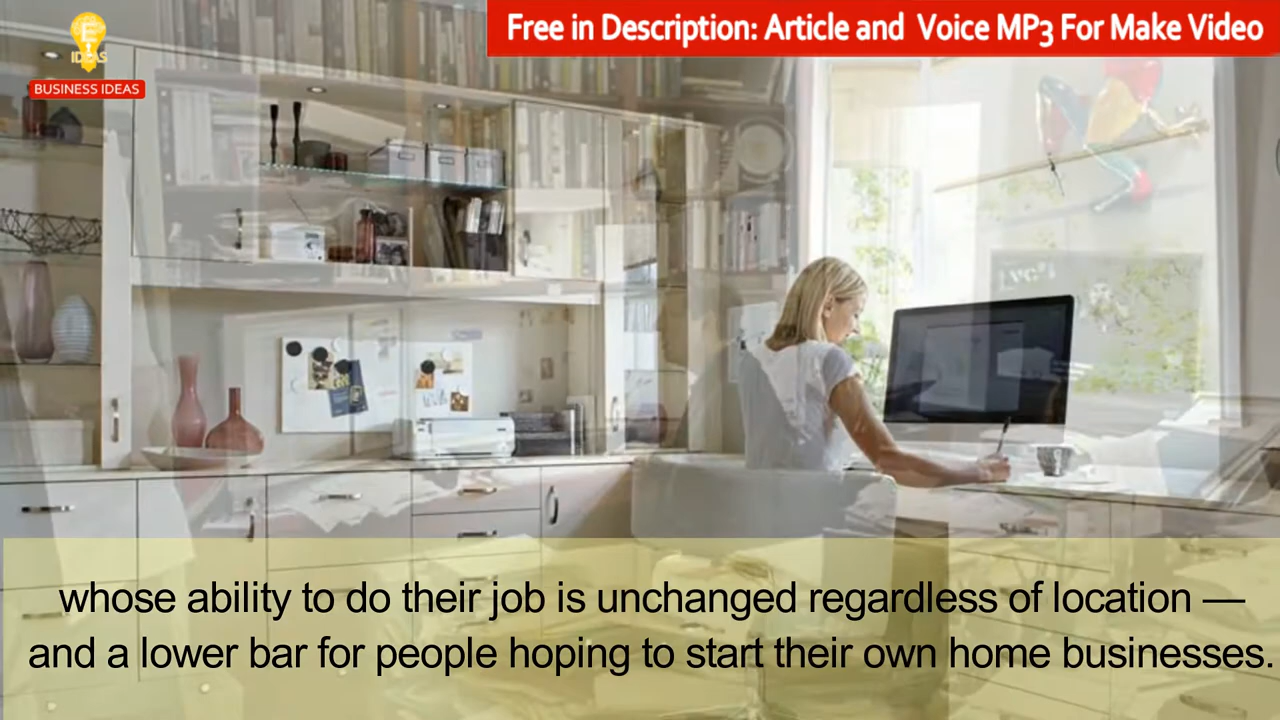 Free in Description: Article and Voice MP3 For Make Video
E
IDEAS
BUSINESS IDEAS
whose ability to do their job is unchanged regardless of location —
and a lower bar for people hoping to start their own home businesses.